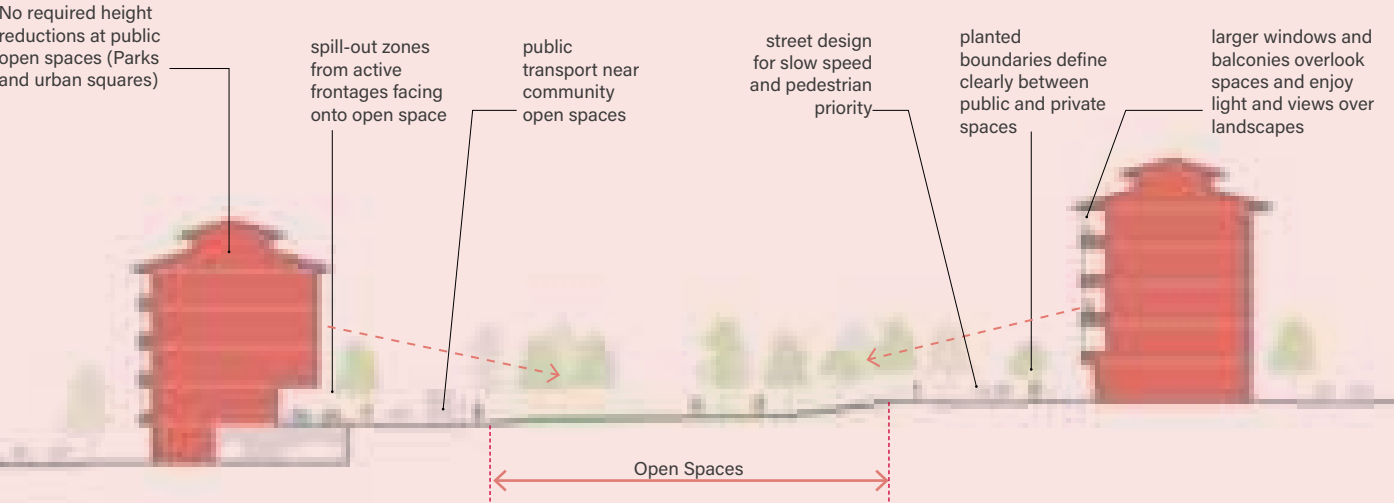 No required height
reductions at public
open spaces (Parks
and urban squares)
spill-out zones
from active
frontages facing
onto open space
public
transport near
community
open spaces
street design
for slow speed
and pedestrian
priority
planted
boundaries define
clearly between
public and private
spaces
larger windows and
balconies overlook
spaces and enjoy
light and views over
landscapes
Open Spaces